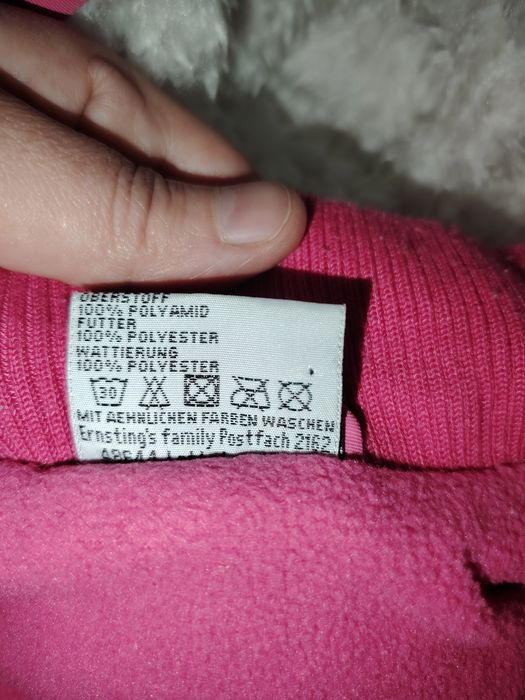 OBERSTOFF
100% POLYAMID
FUTTER
100% POLYESTER
WATTIERUNG
100% POLYESTER
30
MIT AEHNLICHEN FARBEN WASCHEN
Ernsting's family Postfach 2162